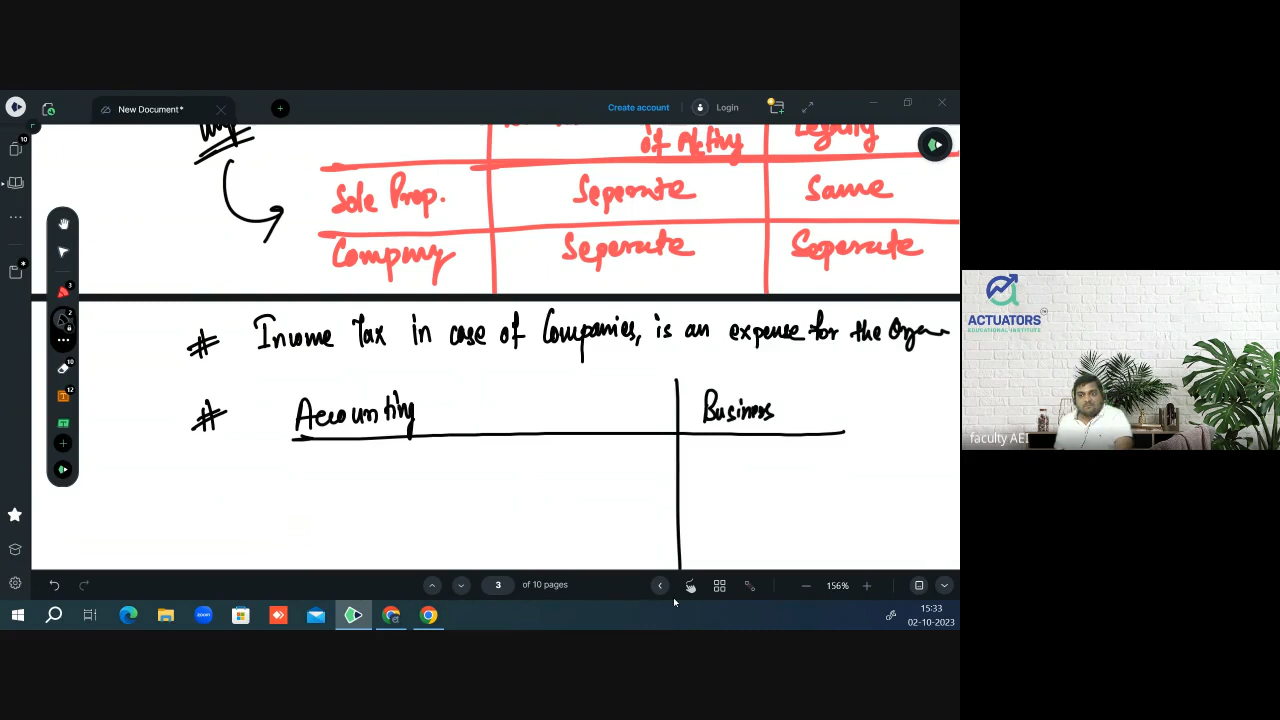 New Document*
Create account
Login
of Activity Legally
Sole Prop. Seperate Same
Company Seperate Seperate
# Income Tax in case of Companies, is an expense for the Organ
# Accounting Business
3 of 10 pages
156%
15:33
02-10-2023
ACTUATORS
EDUCATIONAL INSTITUTE
faculty AEI